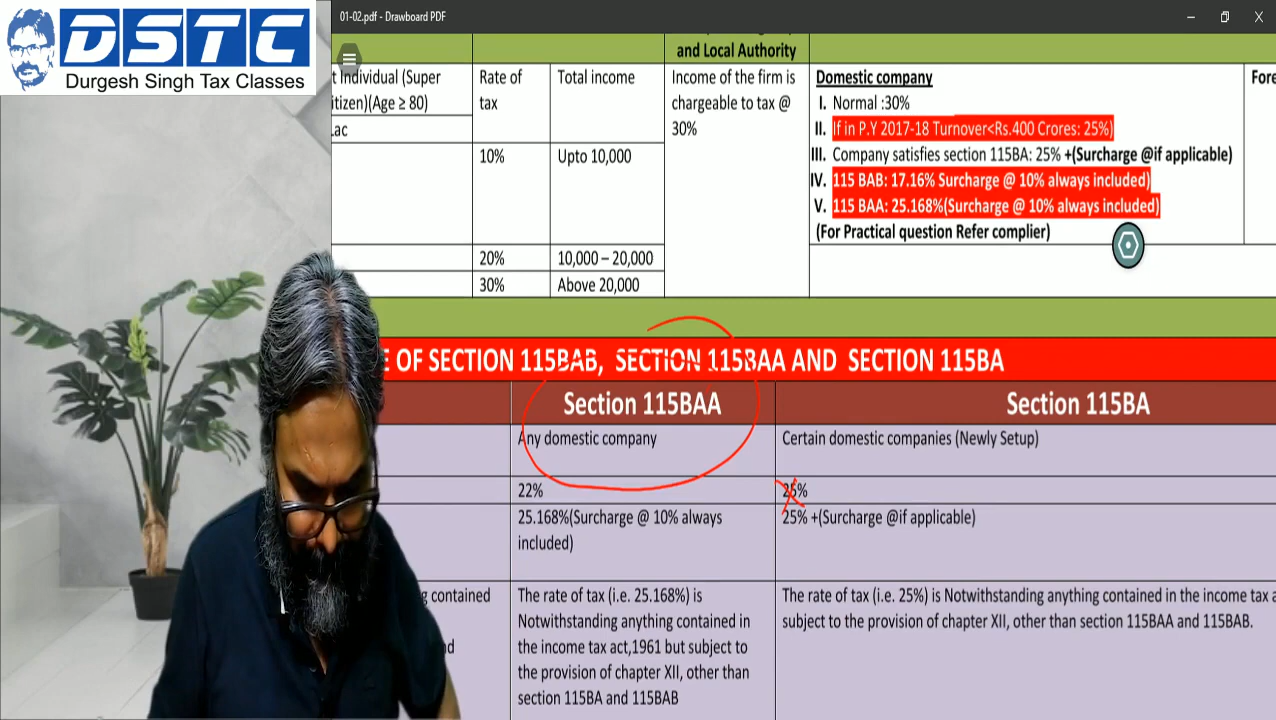 DSTC
Durgesh Singh Tax Classes
01-02.pdf - Drawboard PDF
and Local Authority
t Individual (Super
itizen)(Age ≥ 80)
Lac
Rate of
tax
Total income
10%
Upto 10,000
20%
10,000 – 20,000
30%
Above 20,000
Income of the firm is
chargeable to tax @
30%
Domestic company
I. Normal :30%
II. If in P.Y 2017-18 Turnover<Rs.400 Crores: 25%)
III. Company satisfies section 115BA: 25% +(Surcharge @if applicable)
IV. 115 BAB: 17.16% Surcharge @ 10% always included)
V. 115 BAA: 25.168%(Surcharge @ 10% always included)
(For Practical question Refer complier)
Fore
E OF SECTION 115BAB, SECTION 115BAA AND SECTION 115BA
Section 115BAA
Section 115BA
Any domestic company
Certain domestic companies (Newly Setup)
22%
25%
25.168%(Surcharge @ 10% always
included)
25% +(Surcharge @if applicable)
g contained
The rate of tax (i.e. 25.168%) is
Notwithstanding anything contained in
the income tax act,1961 but subject to
the provision of chapter XII, other than
section 115BA and 115BAB
The rate of tax (i.e. 25%) is Notwithstanding anything contained in the income tax a
subject to the provision of chapter XII, other than section 115BAA and 115BAB.